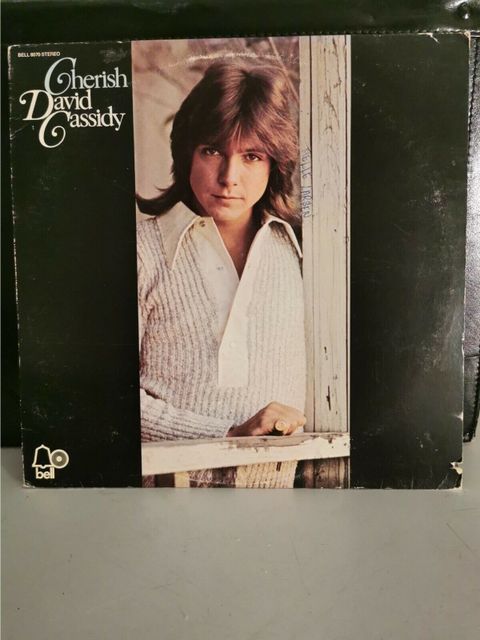 BELL 6070 STEREO
Cherish
David
Cassidy
bell